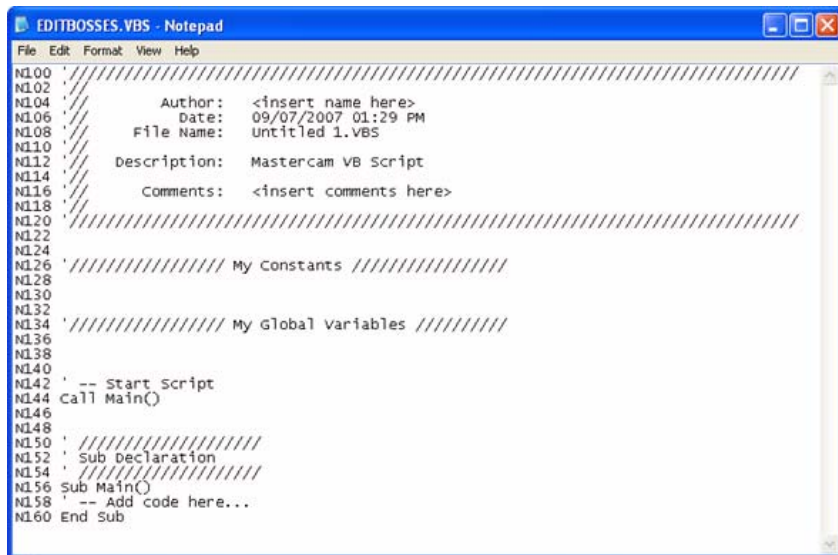 EDITBOSSES.VBS - Notepad
File Edit Format View Help
N100 '////////////////////////////////////////////////////////////////////////////////
N102 '///
N104 '/// Author: <insert name here>
N106 '/// Date: 09/07/2007 01:29 PM
N108 '/// File Name: Untitled 1.VBS
N110 '///
N112 '/// Description: Mastercam VB Script
N114 '///
N116 '/// Comments: <insert comments here>
N118 '///
N120 '////////////////////////////////////////////////////////////////////////////////
N122
N124
N126 '///////////////// My Constants /////////////////
N128
N130
N132
N134 '///////////////// My Global Variables //////////
N136
N138
N140
N142 ' -- Start Script
N144 Call Main()
N146
N148
N150 ' ////////////////////
N152 ' Sub Declaration
N154 ' ////////////////////
N156 Sub Main()
N158 ' -- Add code here...
N160 End Sub